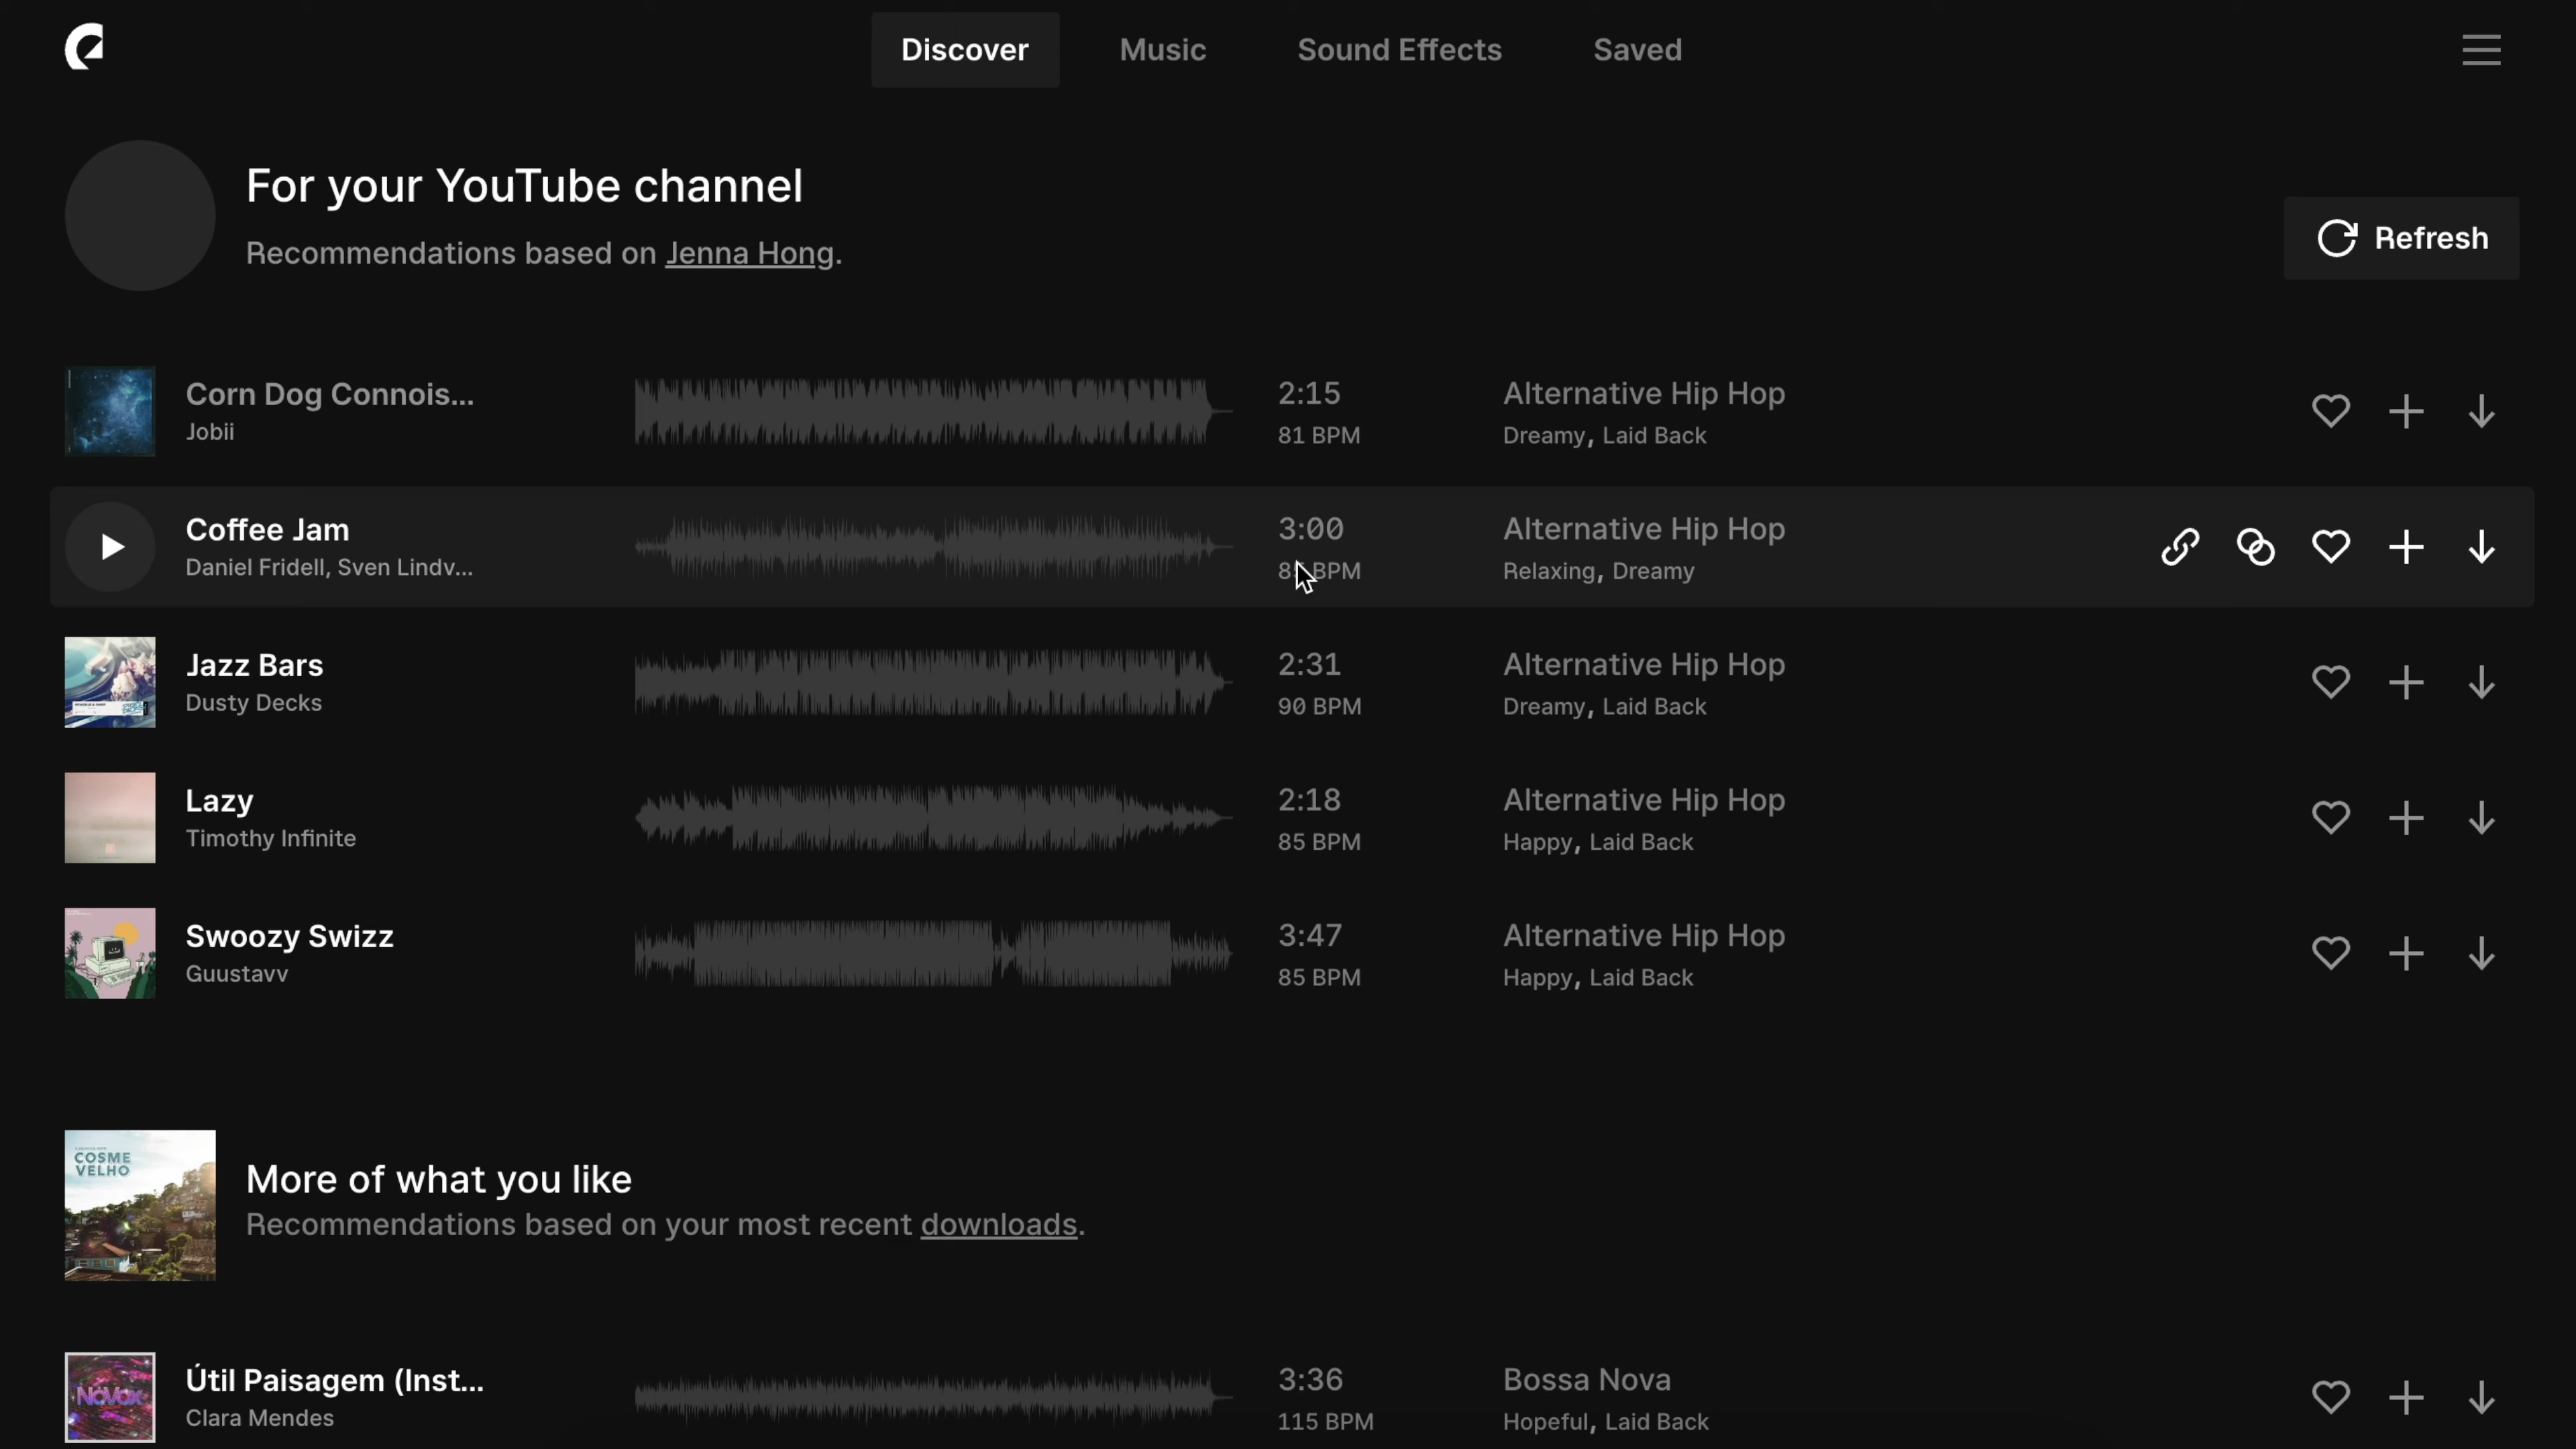 Discover Music Sound Effects Saved
For your YouTube channel
Recommendations based on Jenna Hong.
Refresh
Corn Dog Connois...
Jobii
2:15
81 BPM
Alternative Hip Hop
Dreamy, Laid Back
Coffee Jam
Daniel Fridell, Sven Lindv...
3:00
BPM
Alternative Hip Hop
Relaxing, Dreamy
Jazz Bars
Dusty Decks
2:31
90 BPM
Alternative Hip Hop
Dreamy, Laid Back
Lazy
Timothy Infinite
2:18
85 BPM
Alternative Hip Hop
Happy, Laid Back
Swoozy Swizz
Guustavv
3:47
85 BPM
Alternative Hip Hop
Happy, Laid Back
COSME
VELHO
More of what you like
Recommendations based on your most recent downloads.
NOVOX
Útil Paisagem (Inst...
Clara Mendes
3:36
115 BPM
Bossa Nova
Hopeful, Laid Back